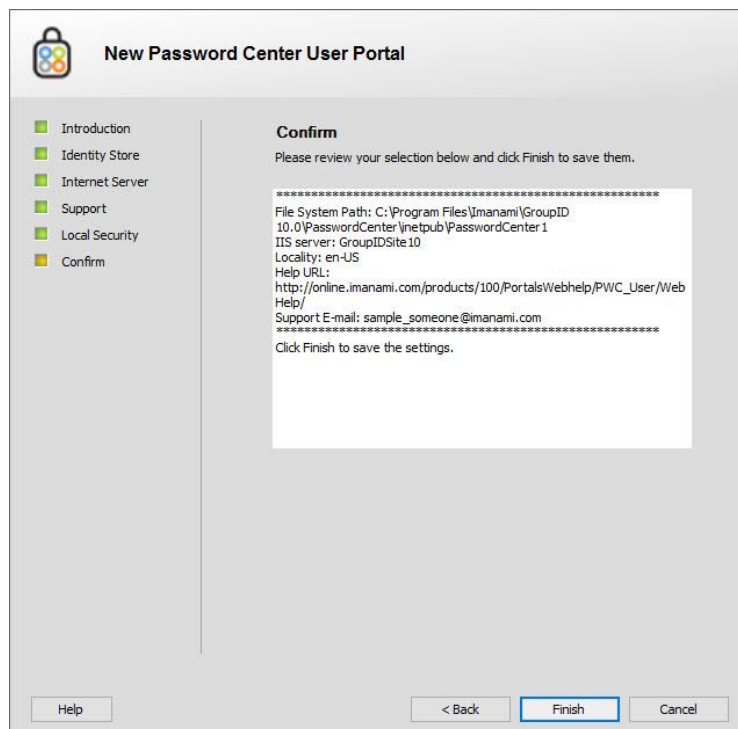 New Password Center User Portal
Introduction
Identity Store
Internet Server
Support
Local Security
Confirm
Confirm
Please review your selection below and click Finish to save them.
*******************************************************
File System Path: C:\Program Files\Imanami\GroupID
10.0\PasswordCenter\inetpub\PasswordCenter1
IIS server: GroupIDSite10
Locality: en-US
Help URL:
http://online.imanami.com/products/100/PortalsWebhelp/PWC_User/Web
Help/
Support E-mail: sample_someone@imanami.com
*******************************************************
Click Finish to save the settings.
Help
< Back
Finish
Cancel